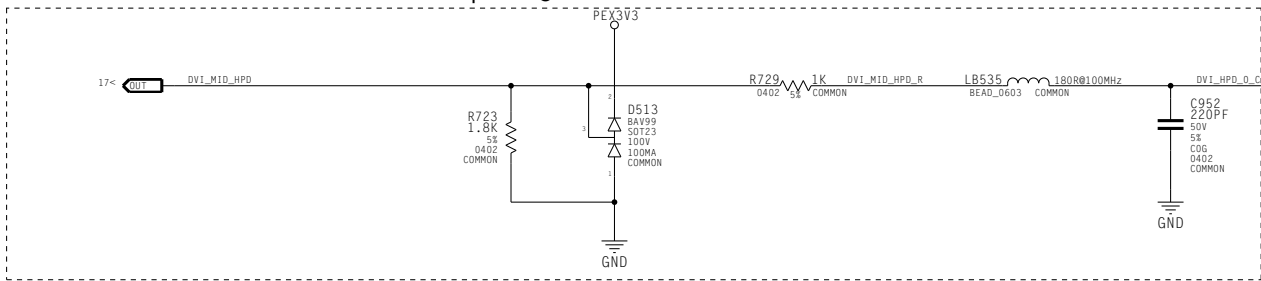 PEX3V3
17<
OUT
DVI_MID_HPD
R729
1K
DVI_MID_HPD_R
LB535
180R@100MHz
DVI_HPD_O_C
0402
5%
COMMON
BEAD_0603
COMMON
2
R723
1.8K
5%
0402
COMMON
3
D513
BAV99
SOT23
100V
100MA
COMMON
1
C952
220PF
50V
5%
COG
0402
COMMON
GND
GND